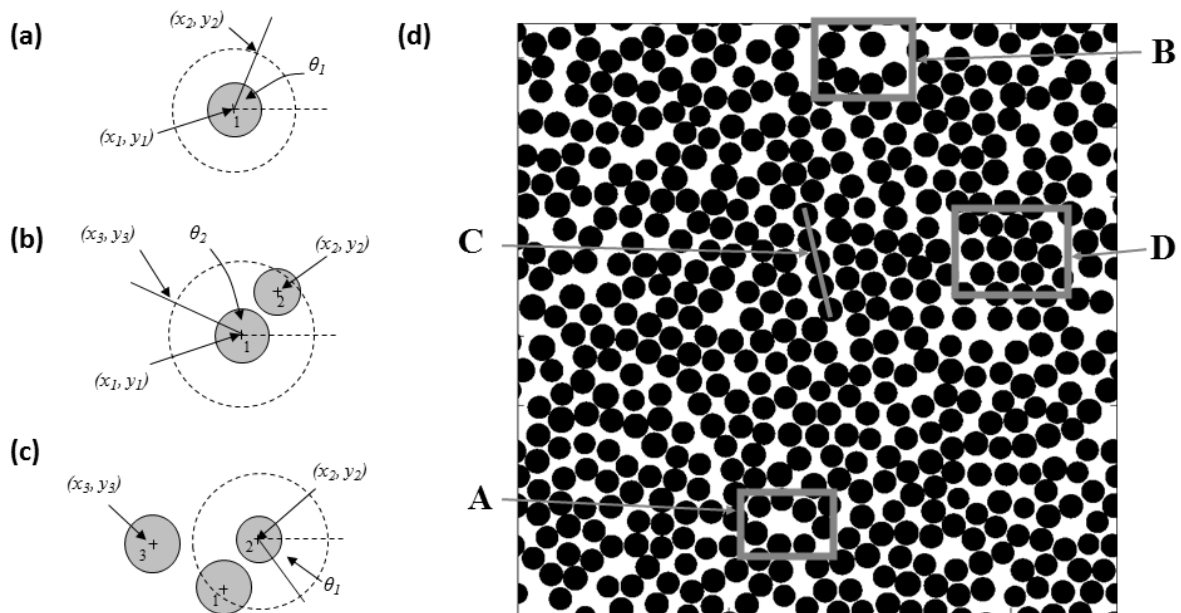 (a)
(x2, y2)
θ1
(x1, y1)
1
(b)
(x3, y3)
θ2
(x2, y2)
2
1
(x1, y1)
(c)
(x3, y3)
(x2, y2)
3
2
1
θ1
(d)
B
C
D
A